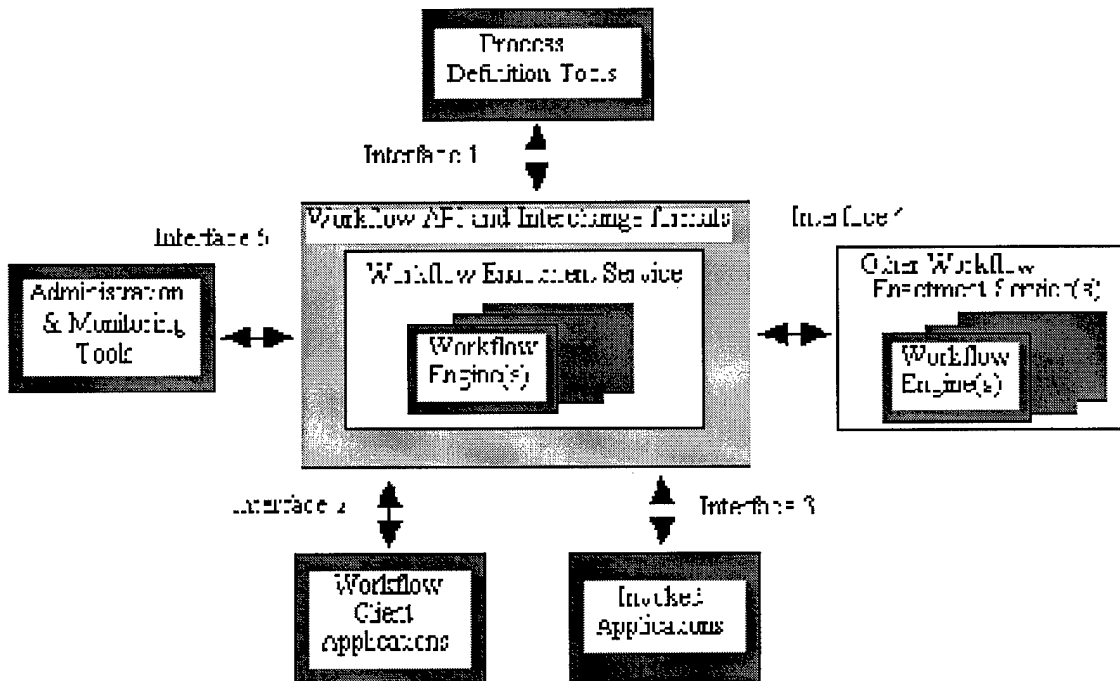 Process
Definition Tools
Interface 1
Workflow API and Interchange formats
Interface 4
Interface 5
Workflow Enactment Service
Other Workflow
Enactment Service(s)
Administration
& Monitoring
Tools
Workflow
Engine(s)
Workflow
Engine(s)
Interface 2
Interface 3
Workflow
Client
Applications
Invoked
Applications